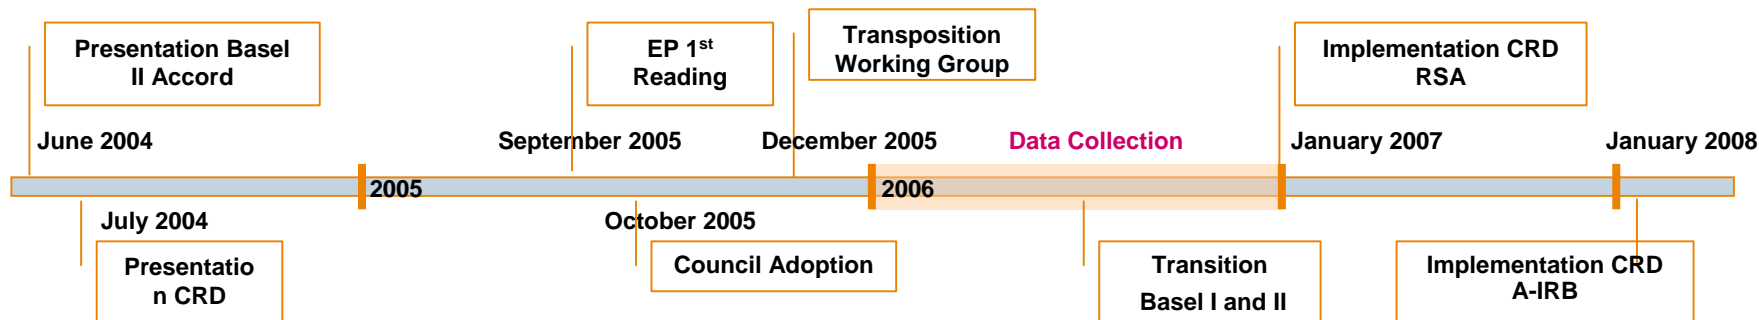 Presentation Basel
II Accord
EP 1st
Reading
Transposition
Working Group
Implementation CRD
RSA
June 2004
September 2005
December 2005
Data Collection
January 2007
January 2008
2005
2006
July 2004
October 2005
Presentatio
n CRD
Council Adoption
Transition
Basel I and II
Implementation CRD
A-IRB